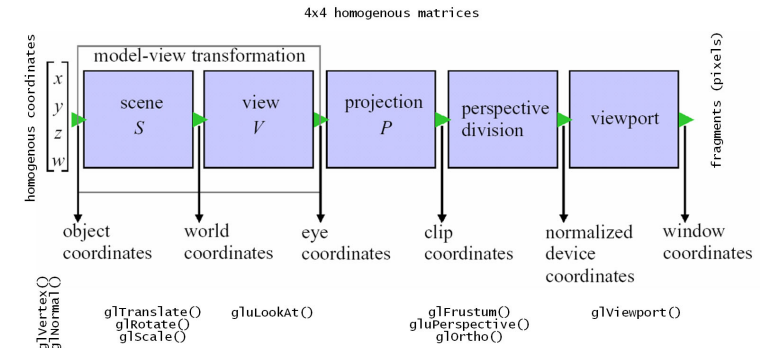 4x4 homogenous matrices
homogenous coordinates
x
y
z
w
model-view transformation
scene
S
view
V
projection
P
perspective
division
viewport
fragments (pixels)
object
coordinates
world
coordinates
eye
coordinates
clip
coordinates
normalized
device
coordinates
window
coordinates
glVertex()
glNormal()
glTranslate()
glRotate()
glScale()
gluLookAt()
glFrustum()
gluPerspective()
glOrtho()
glViewport()